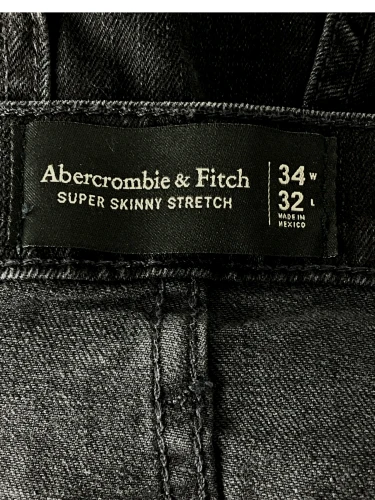 Abercrombie & Fitch
SUPER SKINNY STRETCH
34 W
32 L
MADE IN
MEXICO